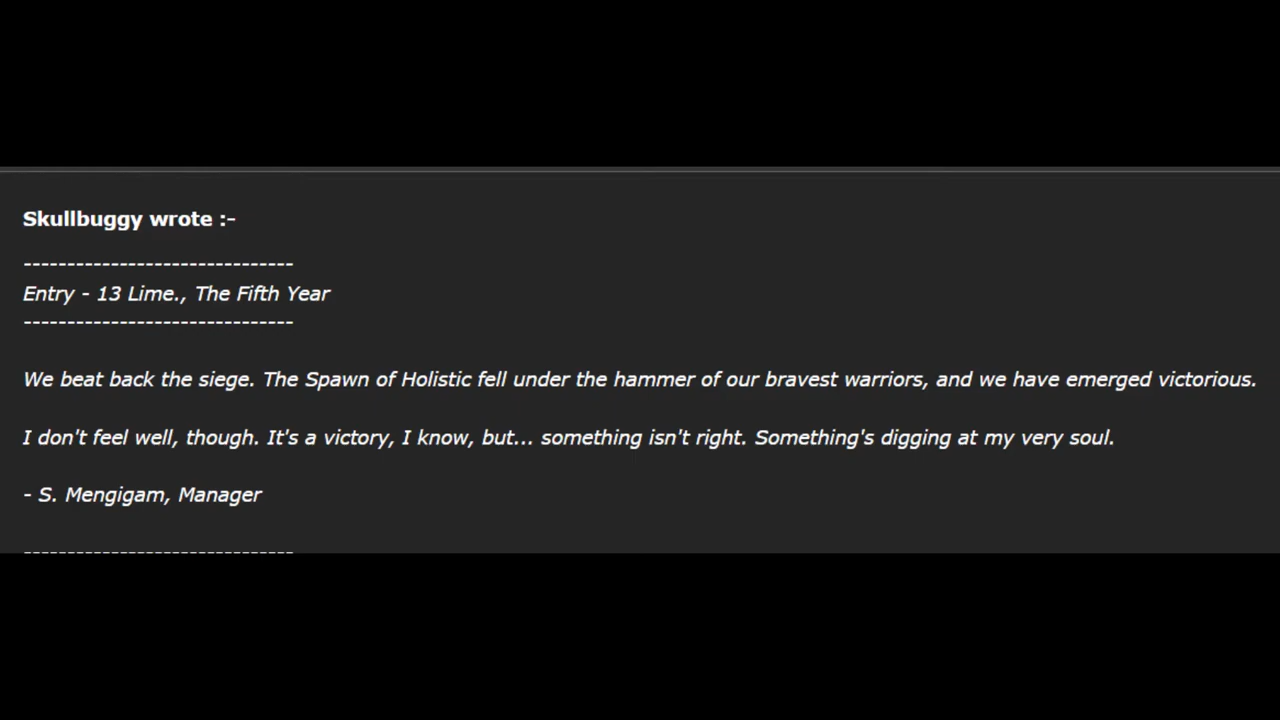 Skullbuggy wrote :-
-------------------------------
Entry - 13 Lime., The Fifth Year
-------------------------------
We beat back the siege. The Spawn of Holistic fell under the hammer of our bravest warriors, and we have emerged victorious.
I don't feel well, though. It's a victory, I know, but... something isn't right. Something's digging at my very soul.
- S. Mengigam, Manager
-------------------------------